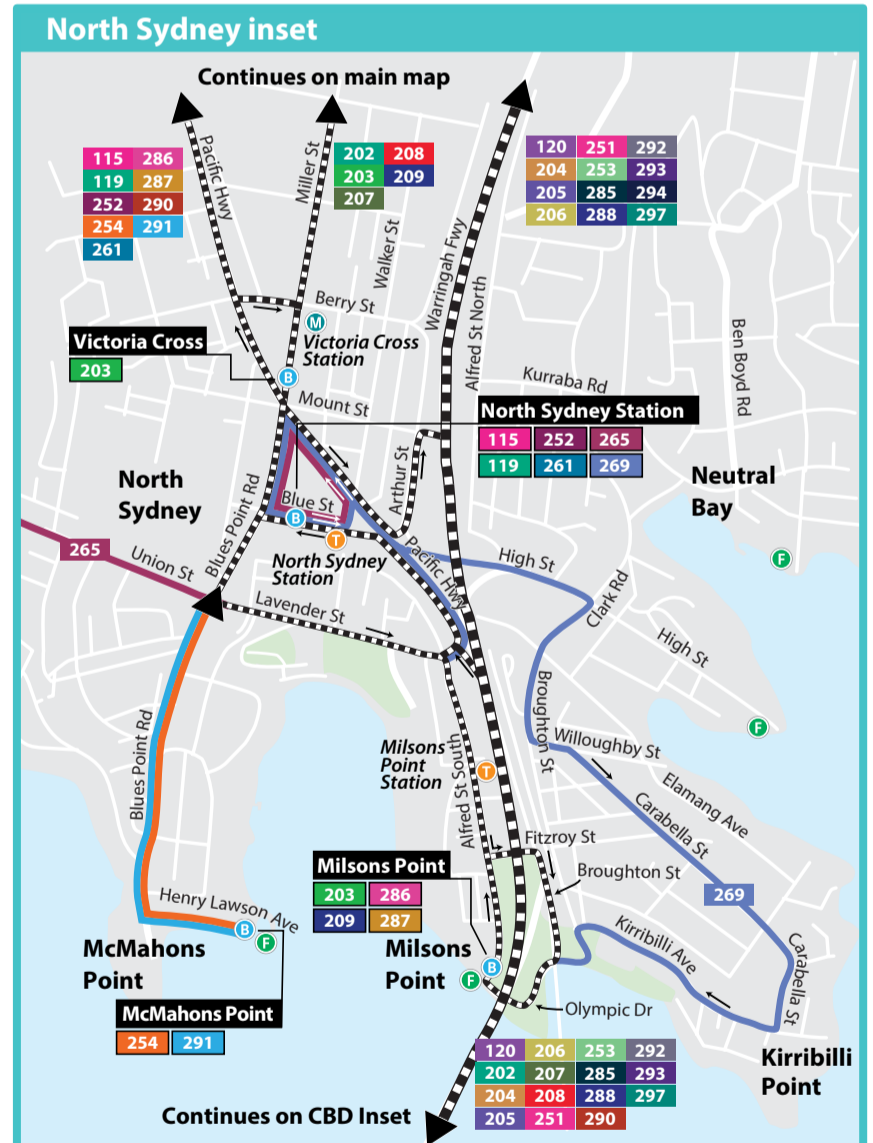 North Sydney inset
Continues on main map
115 286
119 287
252 290
254 291
261
Pacific Hwy
Miller St
202 208
203 209
207
120 251 292
204 253 293
205 285 294
206 288 297
Walker St
Warringah Fwy
Alfred St North
Berry St
M
Victoria Cross
Station
Victoria Cross
203
B
Mount St
Kurraba Rd
Ben Boyd Rd
North Sydney Station
115 252 265
119 261 269
North
Sydney
Blues Point Rd
Blue St
B
T
Arthur St
Neutral
Bay
F
265
Union St
North Sydney
Station
Pacific Hwy
High St
Clark Rd
High St
Lavender St
Blues Point Rd
Broughton St
F
Willoughby St
Milsons
Point
Station
T
Alfred St South
Elamang Ave
Carabella St
Fitzroy St
Broughton St
269
Milsons Point
203 286
209 287
Henry Lawson Ave
B
F
McMahons
Point
Milsons
Point
B
F
Kirribilli Ave
Carabella St
Olympic Dr
McMahons Point
254 291
Kirribilli
Point
120 206 253 292
202 207 285 293
204 208 288 297
205 251 290
Continues on CBD Inset